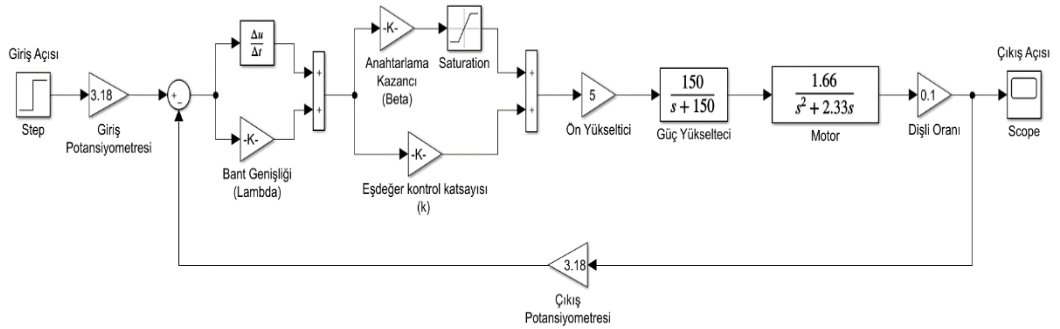 Giriş Açısı
3.18
Step
Giriş
Potansiyometresi
+
−
Δu
Δt
-K-
Bant Genişliği
(Lambda)
+
+
-K-
Anahtarlama
Kazancı
(Beta)
Saturation
-K-
Eşdeğer kontrol katsayısı
(k)
+
+
5
Ön Yükseltici
150
s + 150
Güç Yükselteci
1.66
s² + 2.33s
Motor
0.1
Dişli Oranı
Çıkış Açısı
Scope
3.18
Çıkış
Potansiyometresi